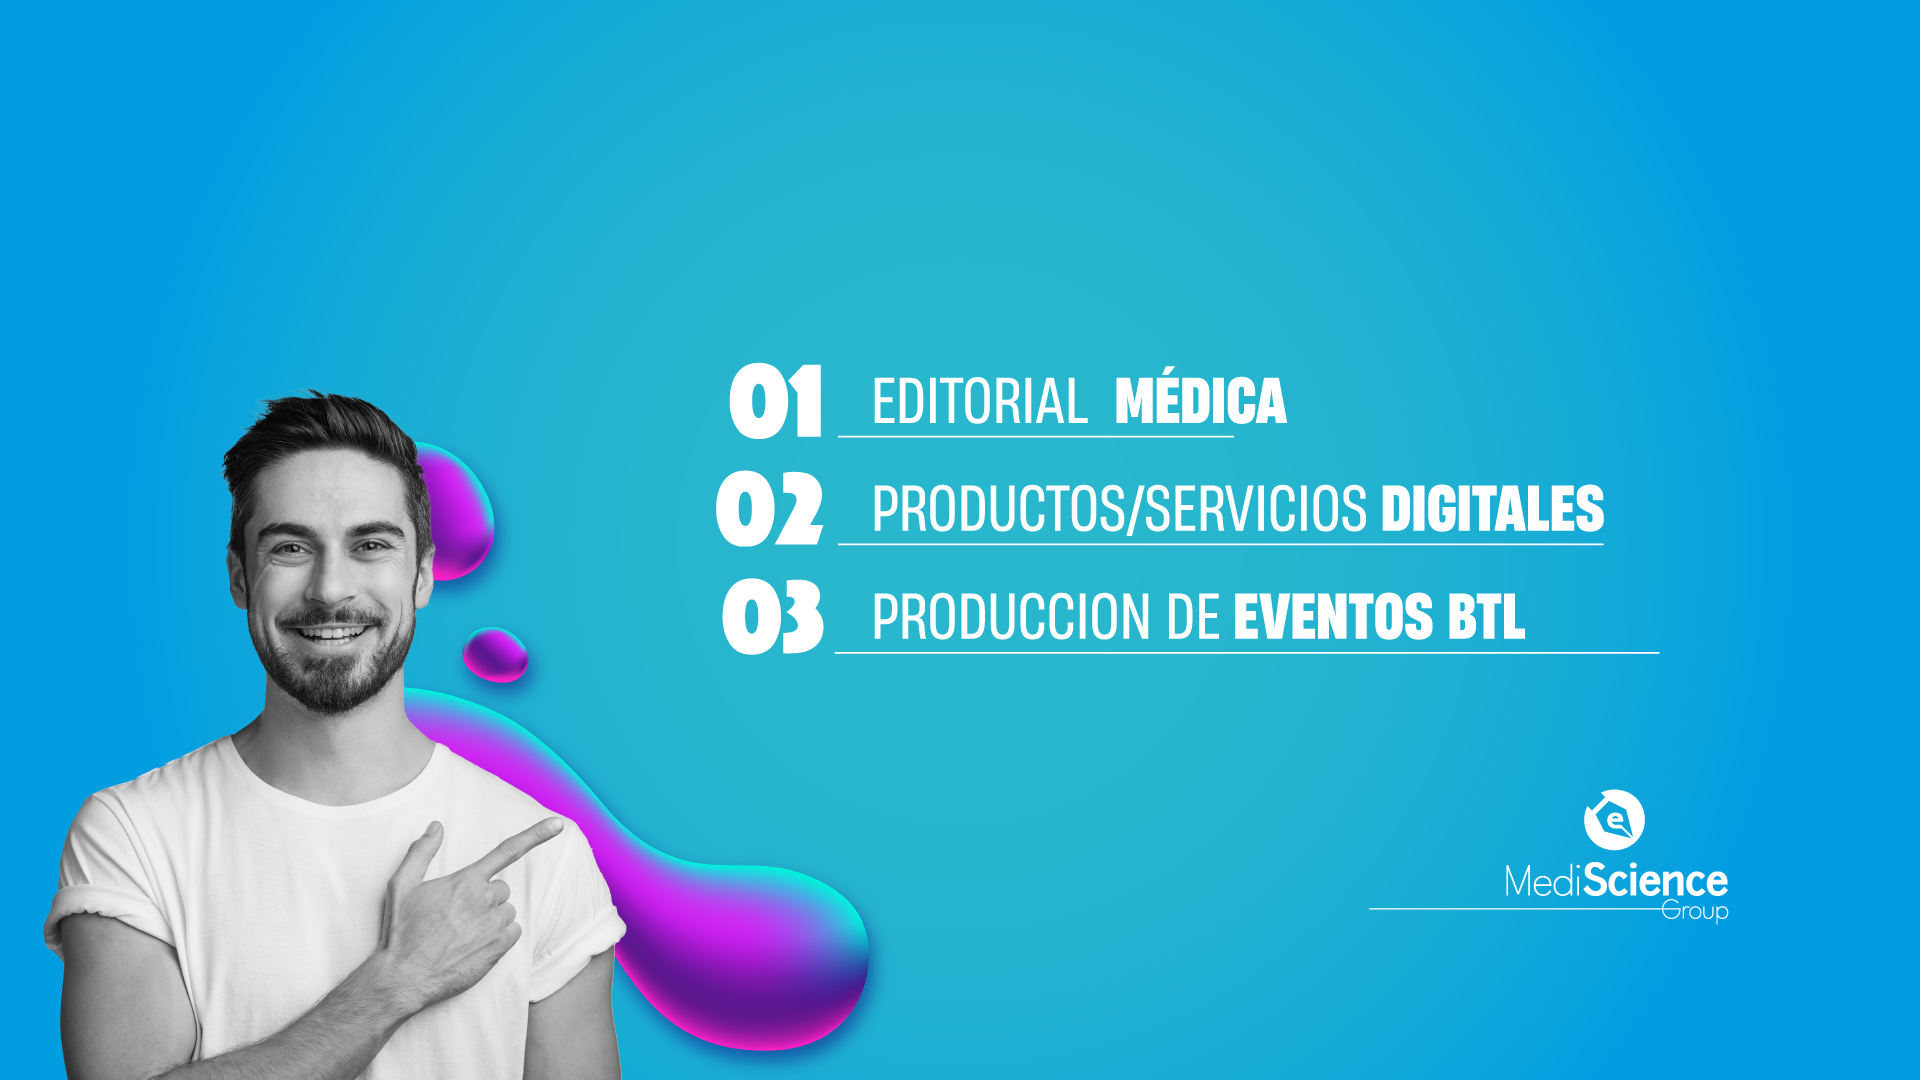 01 EDITORIAL MÉDICA
02 PRODUCTOS/SERVICIOS DIGITALES
03 PRODUCCION DE EVENTOS BTL
e
MediScience
Group